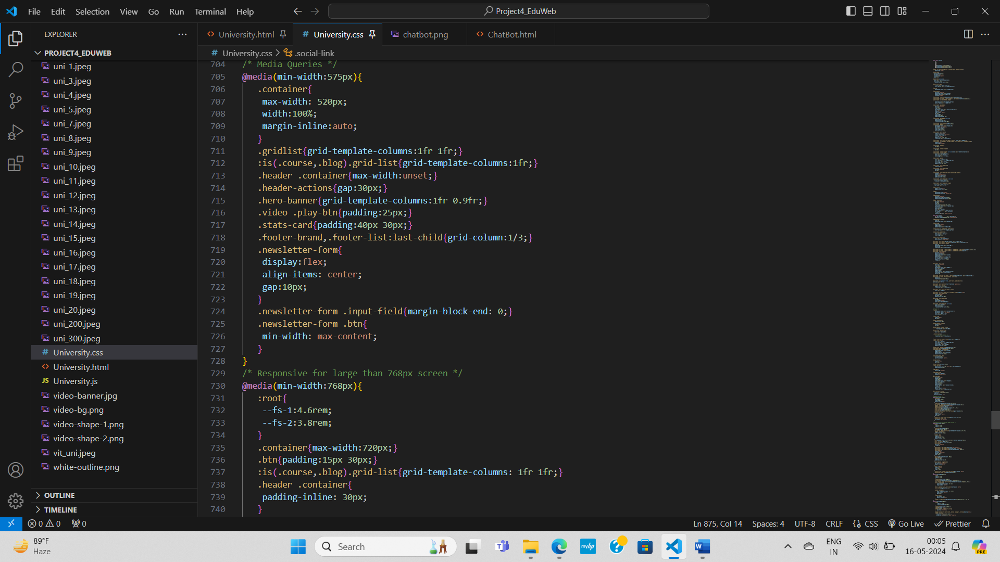 File Edit Selection View Go Run Terminal Help
Project4_EduWeb
EXPLORER
PROJECT4_EDUWEB
uni_1.jpeg
uni_3.jpeg
uni_4.jpeg
uni_5.jpeg
uni_7.jpeg
uni_8.jpeg
uni_9.jpeg
uni_10.jpeg
uni_11.jpeg
uni_12.jpeg
uni_13.jpeg
uni_14.jpeg
uni_15.jpeg
uni_16.jpeg
uni_17.jpeg
uni_18.jpeg
uni_19.jpeg
uni_20.jpeg
uni_200.jpeg
uni_300.jpeg
# University.css
<> University.html
JS University.js
video-banner.jpg
video-bg.png
video-shape-1.png
video-shape-2.png
vit_uni.jpeg
white-outline.png
OUTLINE
TIMELINE
<> University.html # University.css chatbot.png <> ChatBot.html
# University.css > .social-link
704 /* Media Queries */
705 @media(min-width:575px){
706 .container{
707 max-width: 520px;
708 width:100%;
709 margin-inline:auto;
710 }
711 .gridlist{grid-template-columns:1fr 1fr;}
712 :is(.course,.blog).grid-list{grid-template-columns:1fr;}
713 .header .container{max-width:unset;}
714 .header-actions{gap:30px;}
715 .hero-banner{grid-template-columns:1fr 0.9fr;}
716 .video .play-btn{padding:25px;}
717 .stats-card{padding:40px 30px;}
718 .footer-brand,.footer-list:last-child{grid-column:1/3;}
719 .newsletter-form{
720 display:flex;
721 align-items: center;
722 gap:10px;
723 }
724 .newsletter-form .input-field{margin-block-end: 0;}
725 .newsletter-form .btn{
726 min-width: max-content;
727 }
728 }
729 /* Responsive for large than 768px screen */
730 @media(min-width:768px){
731 :root{
732 --fs-1:4.6rem;
733 --fs-2:3.8rem;
734 }
735 .container{max-width:720px;}
736 .btn{padding:15px 30px;}
737 :is(.course,.blog).grid-list{grid-template-columns: 1fr 1fr;}
738 .header .container{
739 padding-inline: 30px;
740 }
0 0 0 Ln 875, Col 14 Spaces: 4 UTF-8 CRLF {} CSS Go Live Prettier
89°F
Haze
Search
myhp
ENG
IN
00:05
16-05-2024
PRE